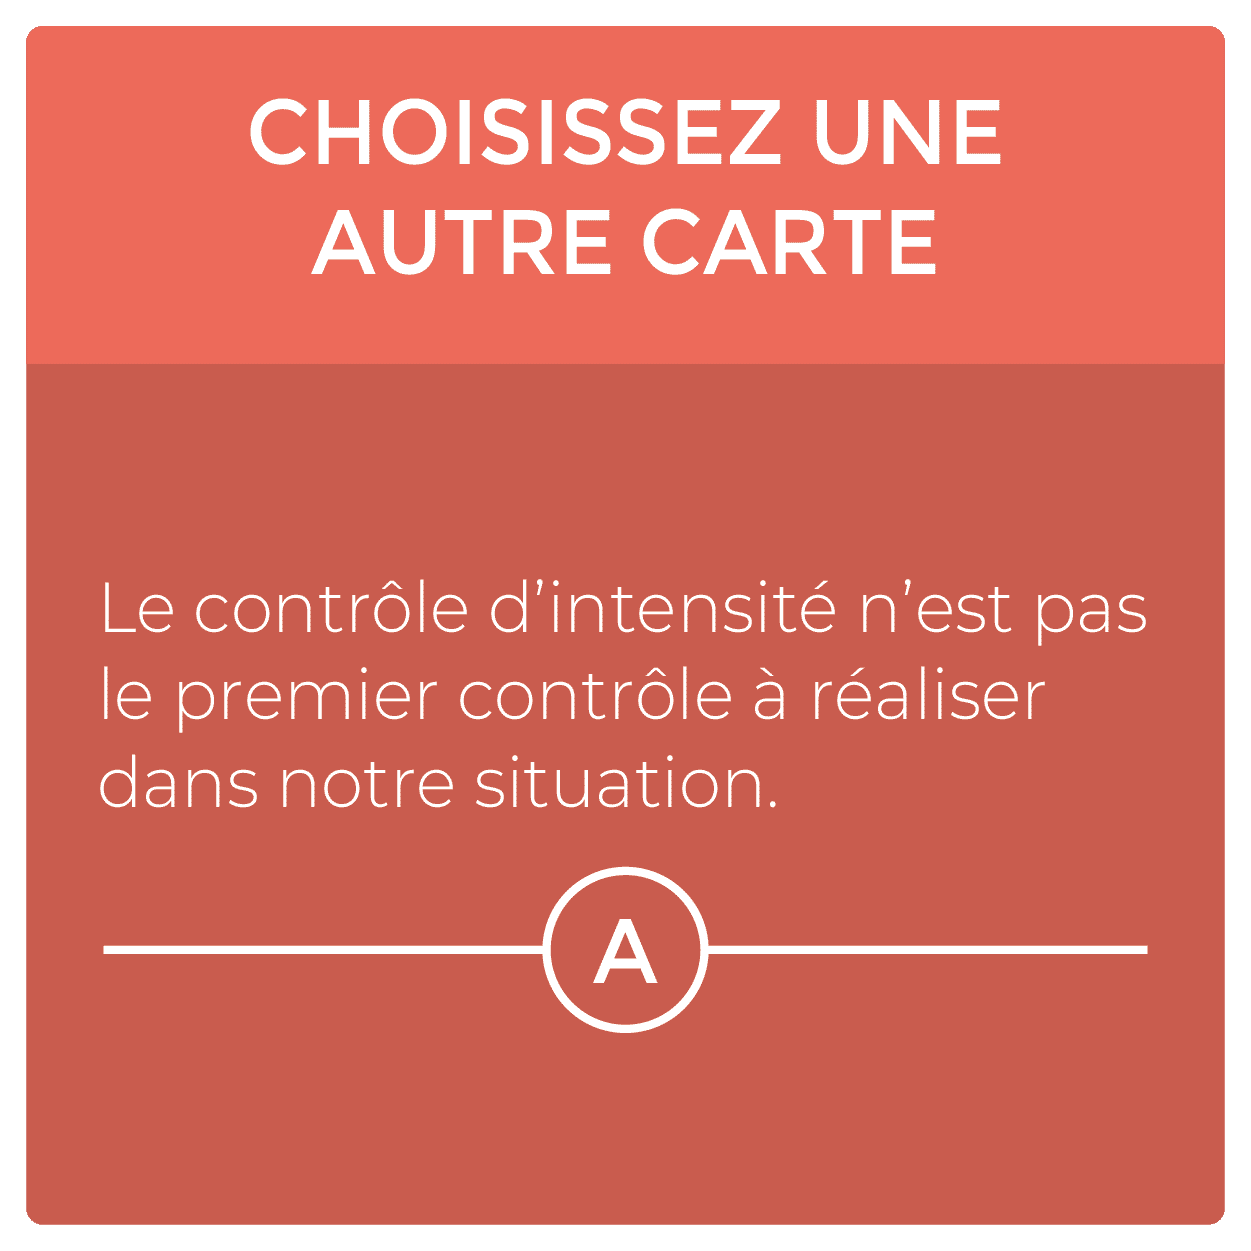 CHOISISSEZ UNE
AUTRE CARTE
Le contrôle d’intensité n’est pas
le premier contrôle à réaliser
dans notre situation.
A